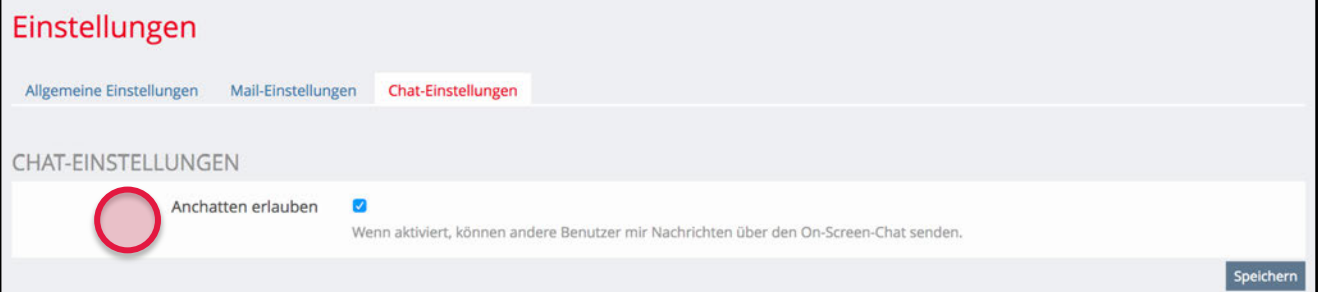 Einstellungen
Allgemeine Einstellungen Mail-Einstellungen Chat-Einstellungen
CHAT-EINSTELLUNGEN
Anchatten erlauben
Wenn aktiviert, können andere Benutzer mir Nachrichten über den On-Screen-Chat senden.
Speichern